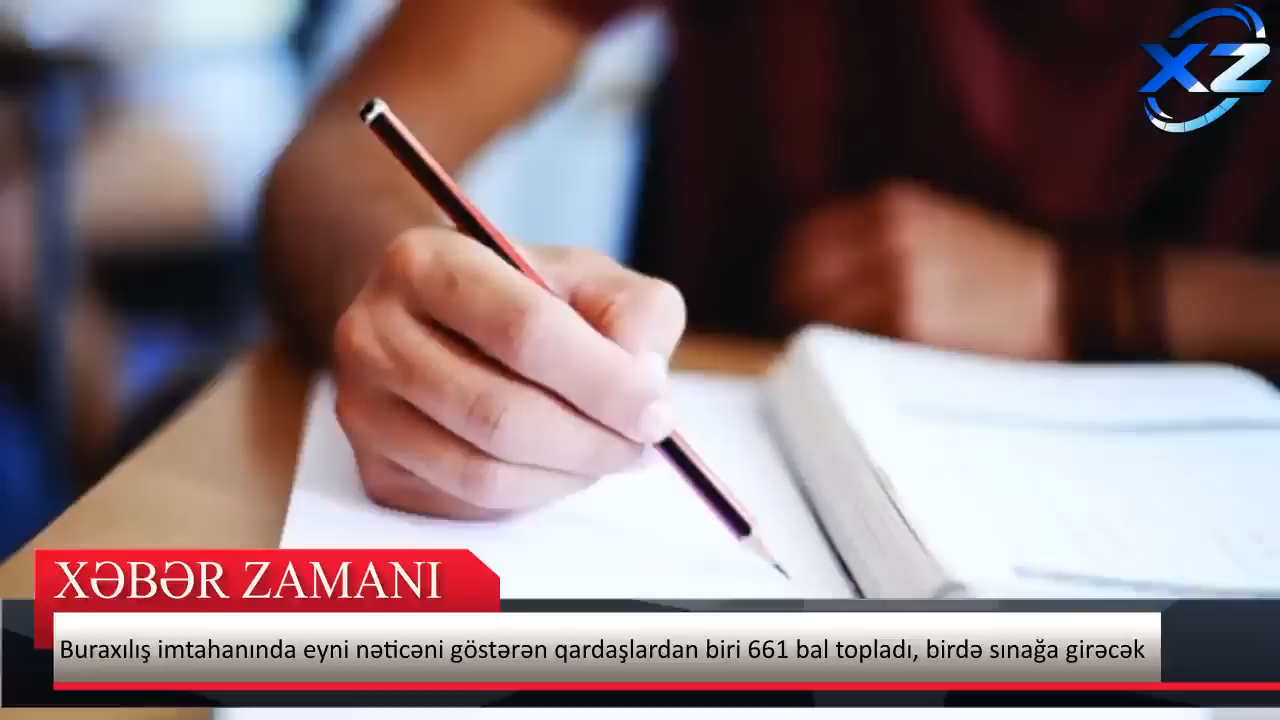 XZ
XƏBƏR ZAMANI
Buraxılış imtahanında eyni nəticəni göstərən qardaşlardan biri 661 bal topladı, birdə sınağa girəcək